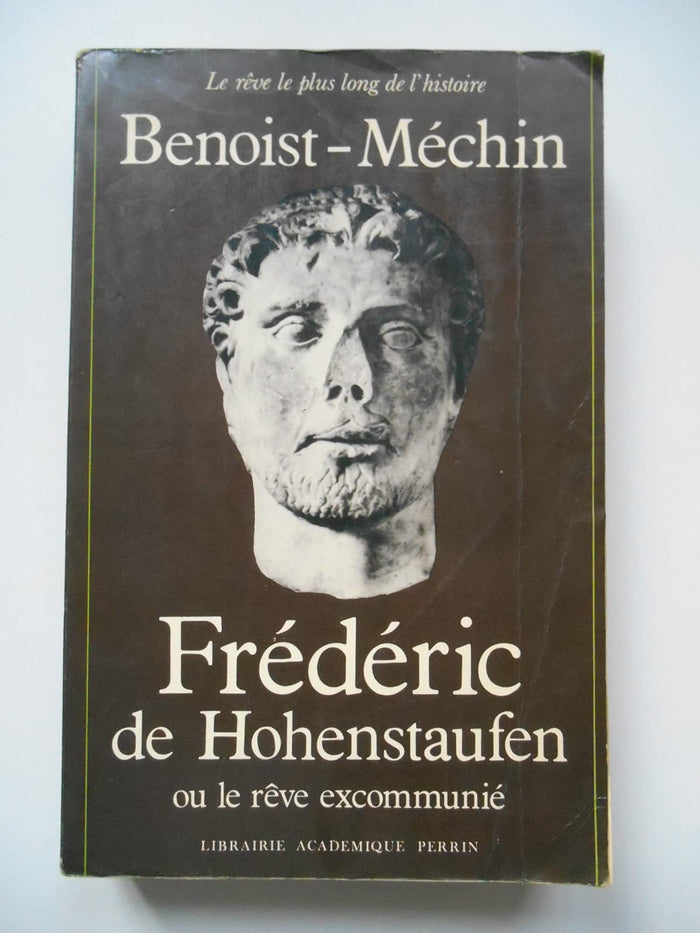 Le rêve le plus long de l'histoire
Benoist-Méchin
Frédéric
de Hohenstaufen
ou le rêve excommunié
LIBRAIRIE ACADEMIQUE PERRIN